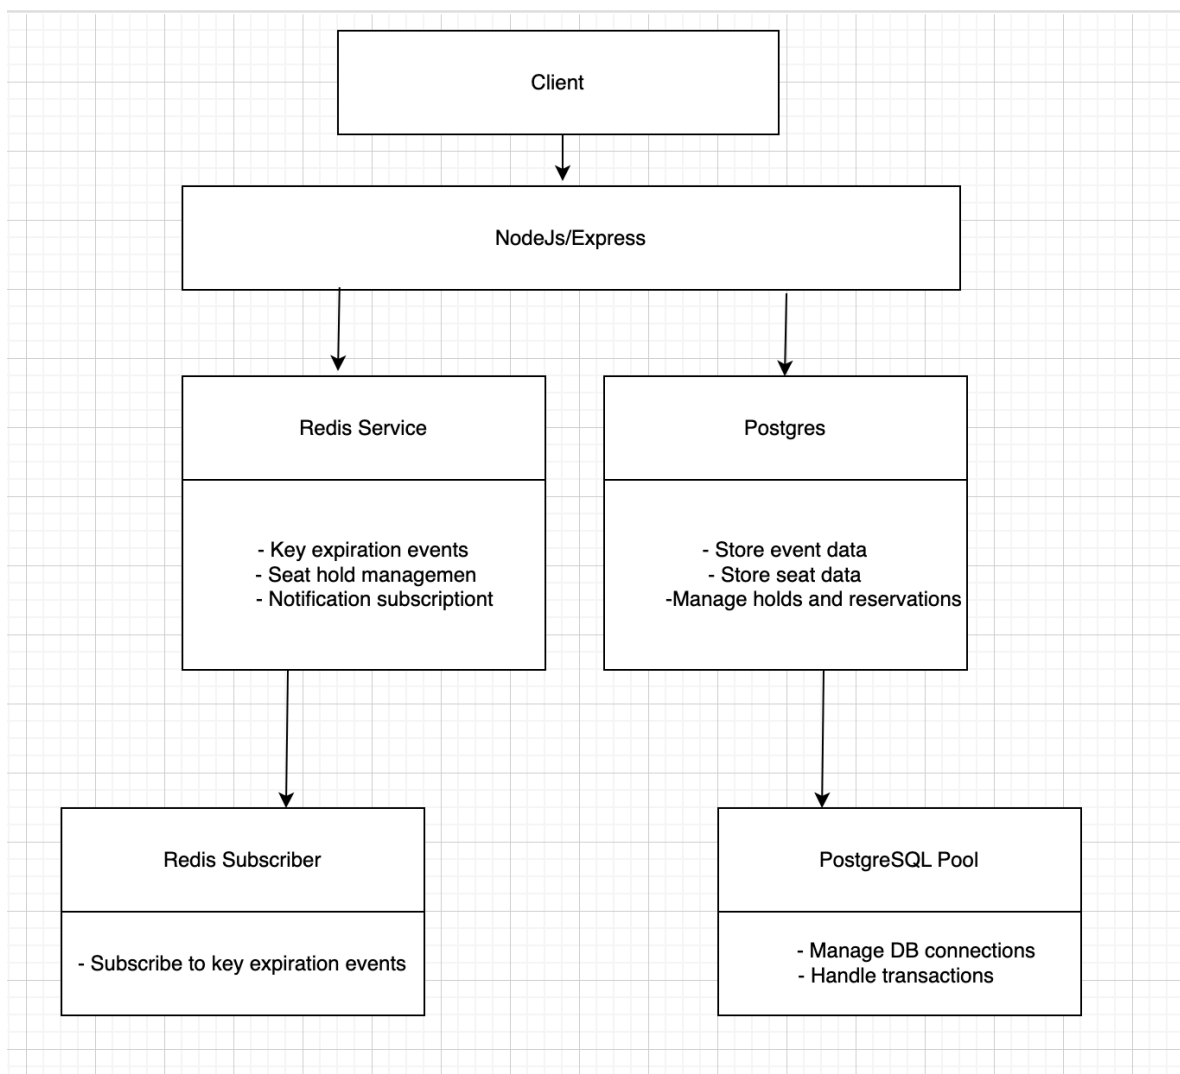 Client
NodeJs/Express
Redis Service
- Key expiration events
- Seat hold managemen
- Notification subscriptiont
Postgres
- Store event data
- Store seat data
-Manage holds and reservations
Redis Subscriber
- Subscribe to key expiration events
PostgreSQL Pool
- Manage DB connections
- Handle transactions